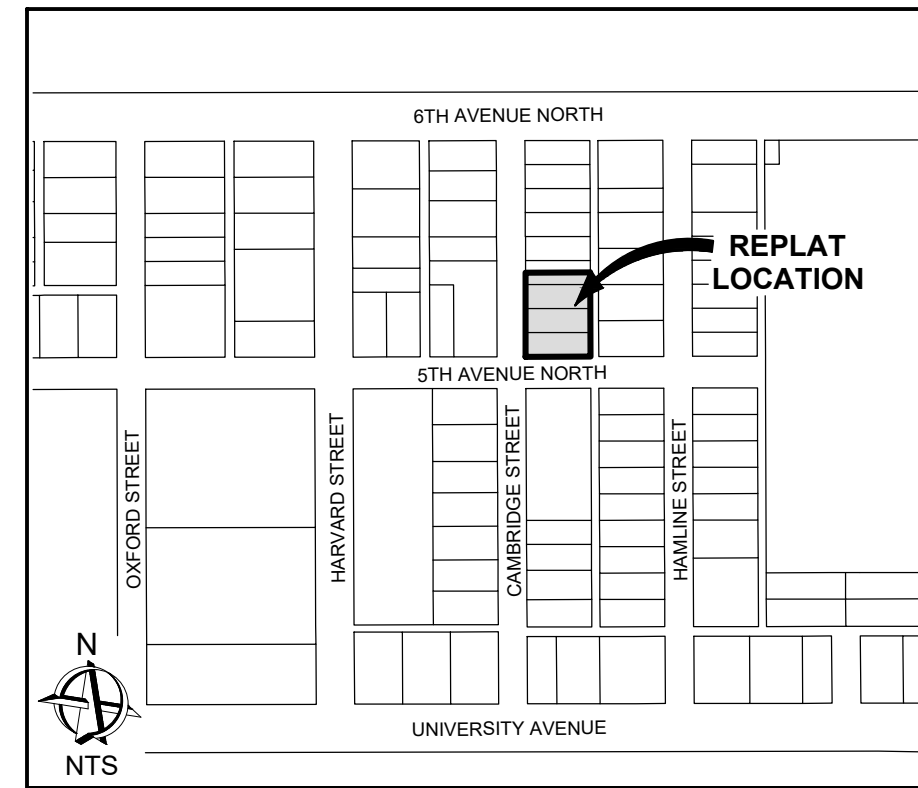 6TH AVENUE NORTH
REPLAT
LOCATION
5TH AVENUE NORTH
OXFORD STREET
HARVARD STREET
CAMBRIDGE STREET
HAMLINE STREET
N
NTS
UNIVERSITY AVENUE